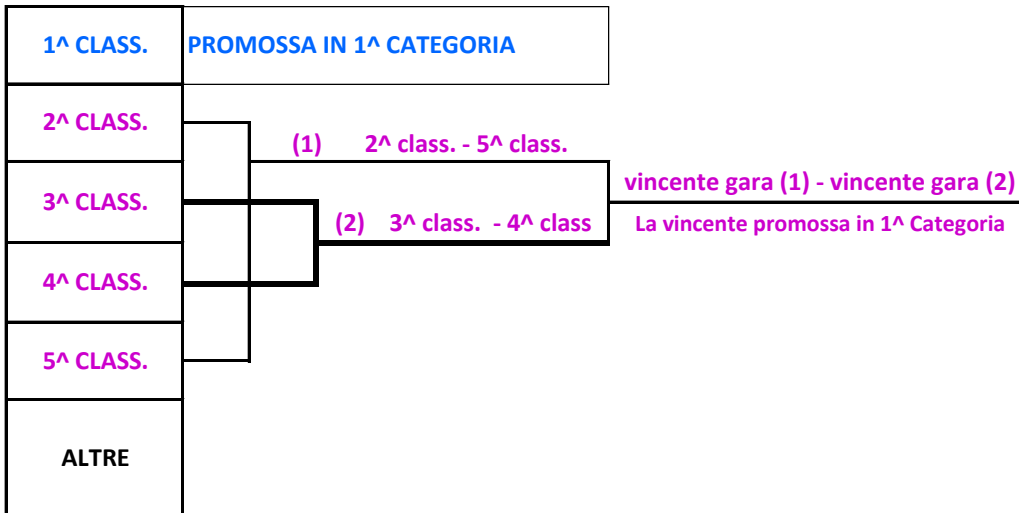 1^ CLASS. PROMOSSA IN 1^ CATEGORIA
2^ CLASS.
(1) 2^ class. - 5^ class.
3^ CLASS.
vincente gara (1) - vincente gara (2)
(2) 3^ class. - 4^ class
La vincente promossa in 1^ Categoria
4^ CLASS.
5^ CLASS.
ALTRE